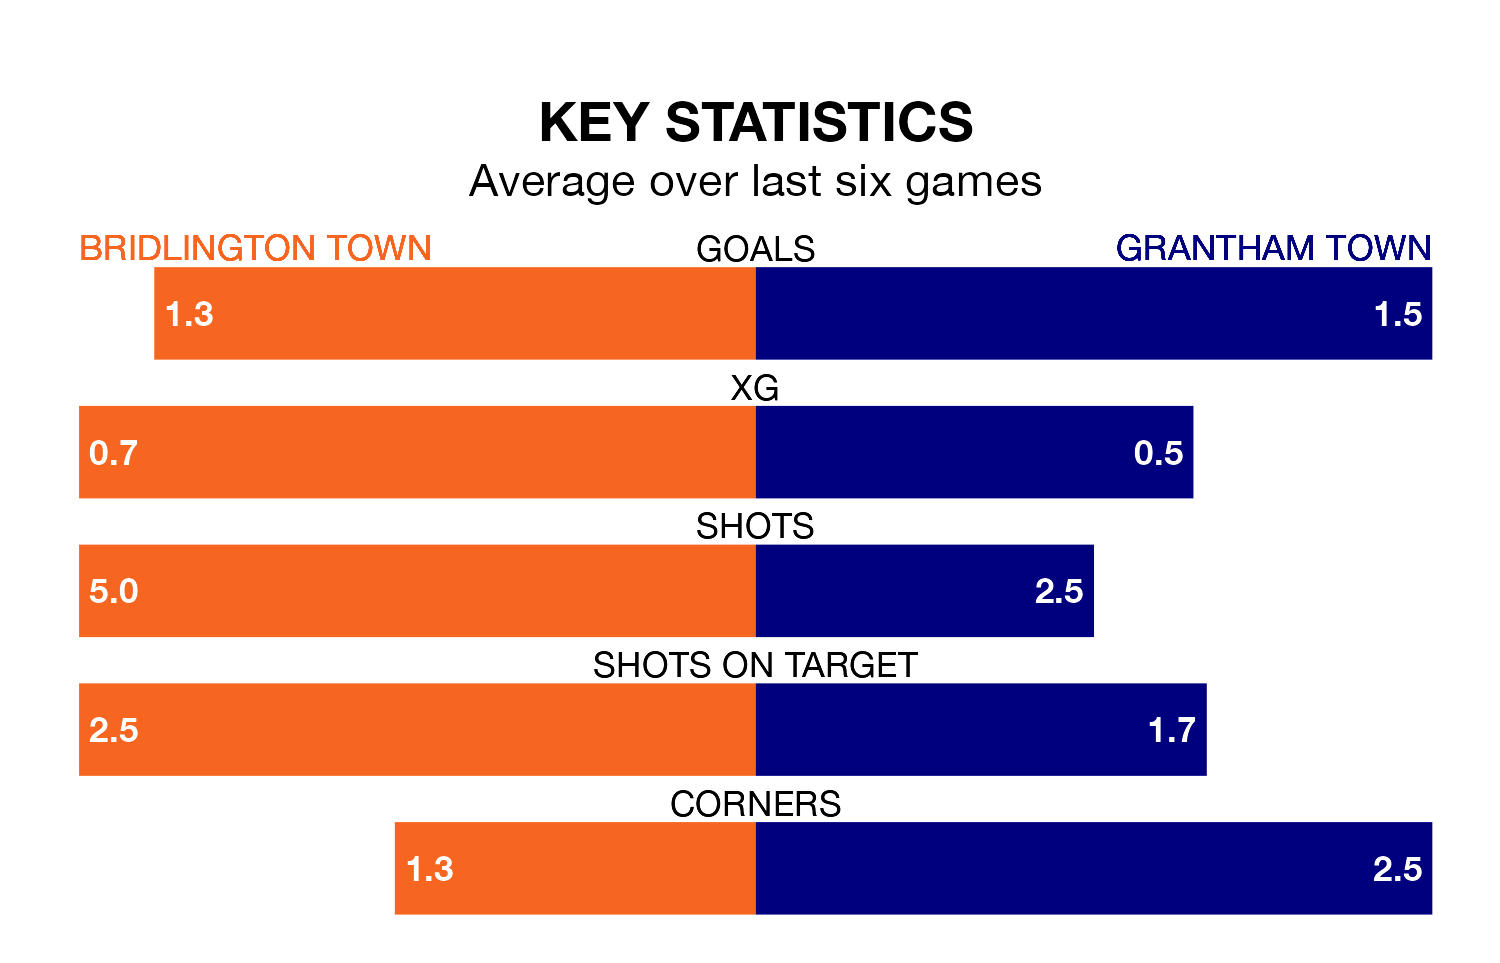 KEY STATISTICS
Average over last six games
BRIDLINGTON TOWN GOALS GRANTHAM TOWN
1.3 1.5
XG
0.7 0.5
SHOTS
5.0 2.5
SHOTS ON TARGET
2.5 1.7
CORNERS
1.3 2.5